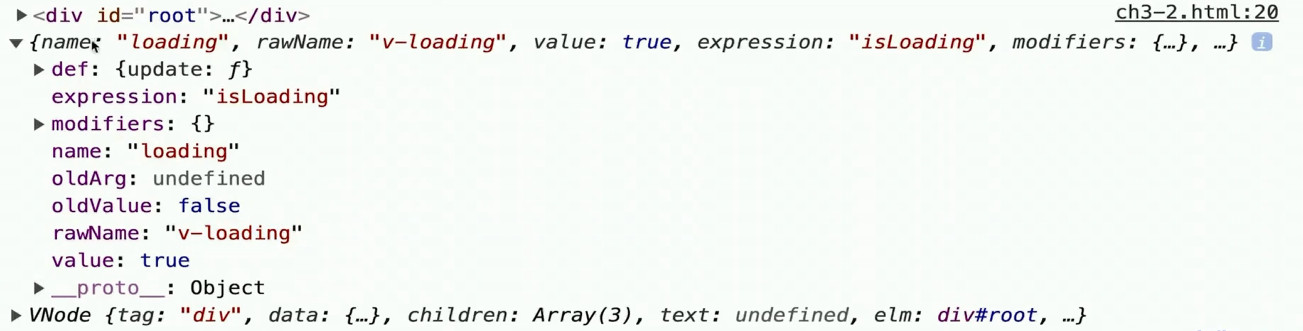 ▶ <div id="root">…</div> ch3-2.html:20
▼ {name: "loading", rawName: "v-loading", value: true, expression: "isLoading", modifiers: {…}, …} i
▶ def: {update: ƒ}
expression: "isLoading"
▶ modifiers: {}
name: "loading"
oldArg: undefined
oldValue: false
rawName: "v-loading"
value: true
▶ __proto__: Object
▶ VNode {tag: "div", data: {…}, children: Array(3), text: undefined, elm: div#root, …}